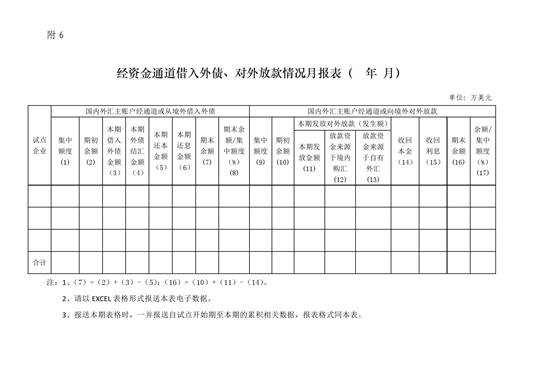 附 6
经资金通道借入外债、对外放款情况月报表（ 年 月）
单位：万美元
试点企业
国内外汇主账户经通道或从境外借入外债
国内外汇主账户经通道或向境外对外放款
集中额度(1)
期初余额(2)
本期借入外债金额(3)
本期外债结汇金额(4)
本期还本金额(5)
本期还息金额(6)
期末余额(7)
期末余额/集中额度(%)(8)
集中额度(9)
期初余额(10)
本期发放对外放款（发生额）
本期发放金额(11)
放款资金来源于境内购汇(12)
放款资金来源于自有外汇(13)
收回本金(14)
收回利息(15)
期末余额(16)
余额/集中额度(%)(17)
合计
注：1、(7)=(2)+(3)-(5)；(16)=(10)+(11)-(14)。
2、请以 EXCEL 表格形式报送本表电子数据。
3、报送本期表格时，一并报送自试点开始期至本期的累积相关数据，报表格式同本表。